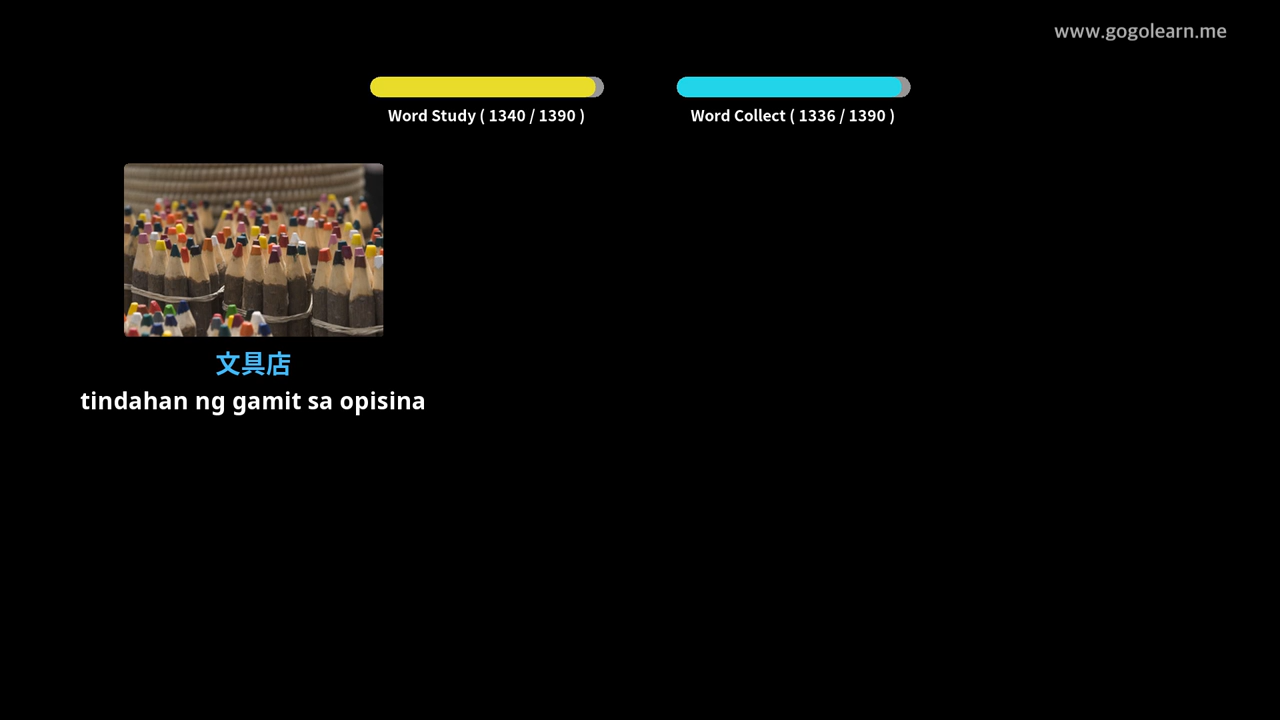 www.gogolearn.me
Word Study ( 1340 / 1390 )
Word Collect ( 1336 / 1390 )
文具店
tindahan ng gamit sa opisina